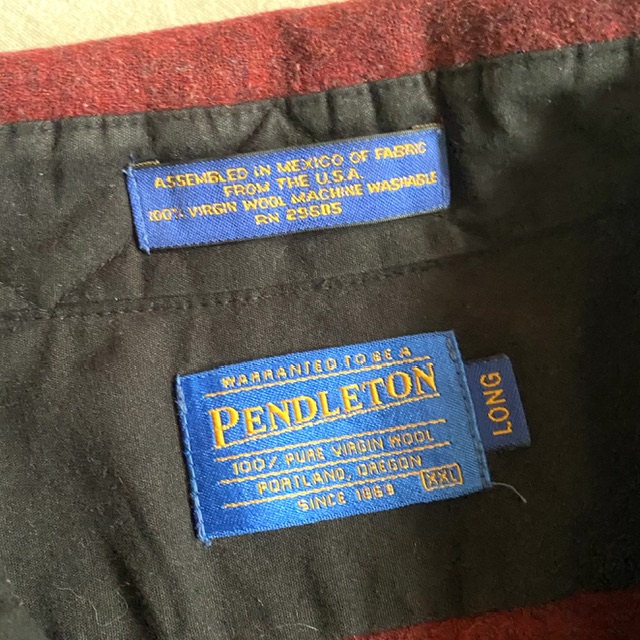 ASSEMBLED IN MEXICO OF FABRIC
FROM THE U.S.A.
100% VIRGIN WOOL MACHINE WASHABLE
RN 29685
WARRANTED TO BE A
PENDLETON
100% PURE VIRGIN WOOL
PORTLAND, OREGON
SINCE 1863 XXL
LONG